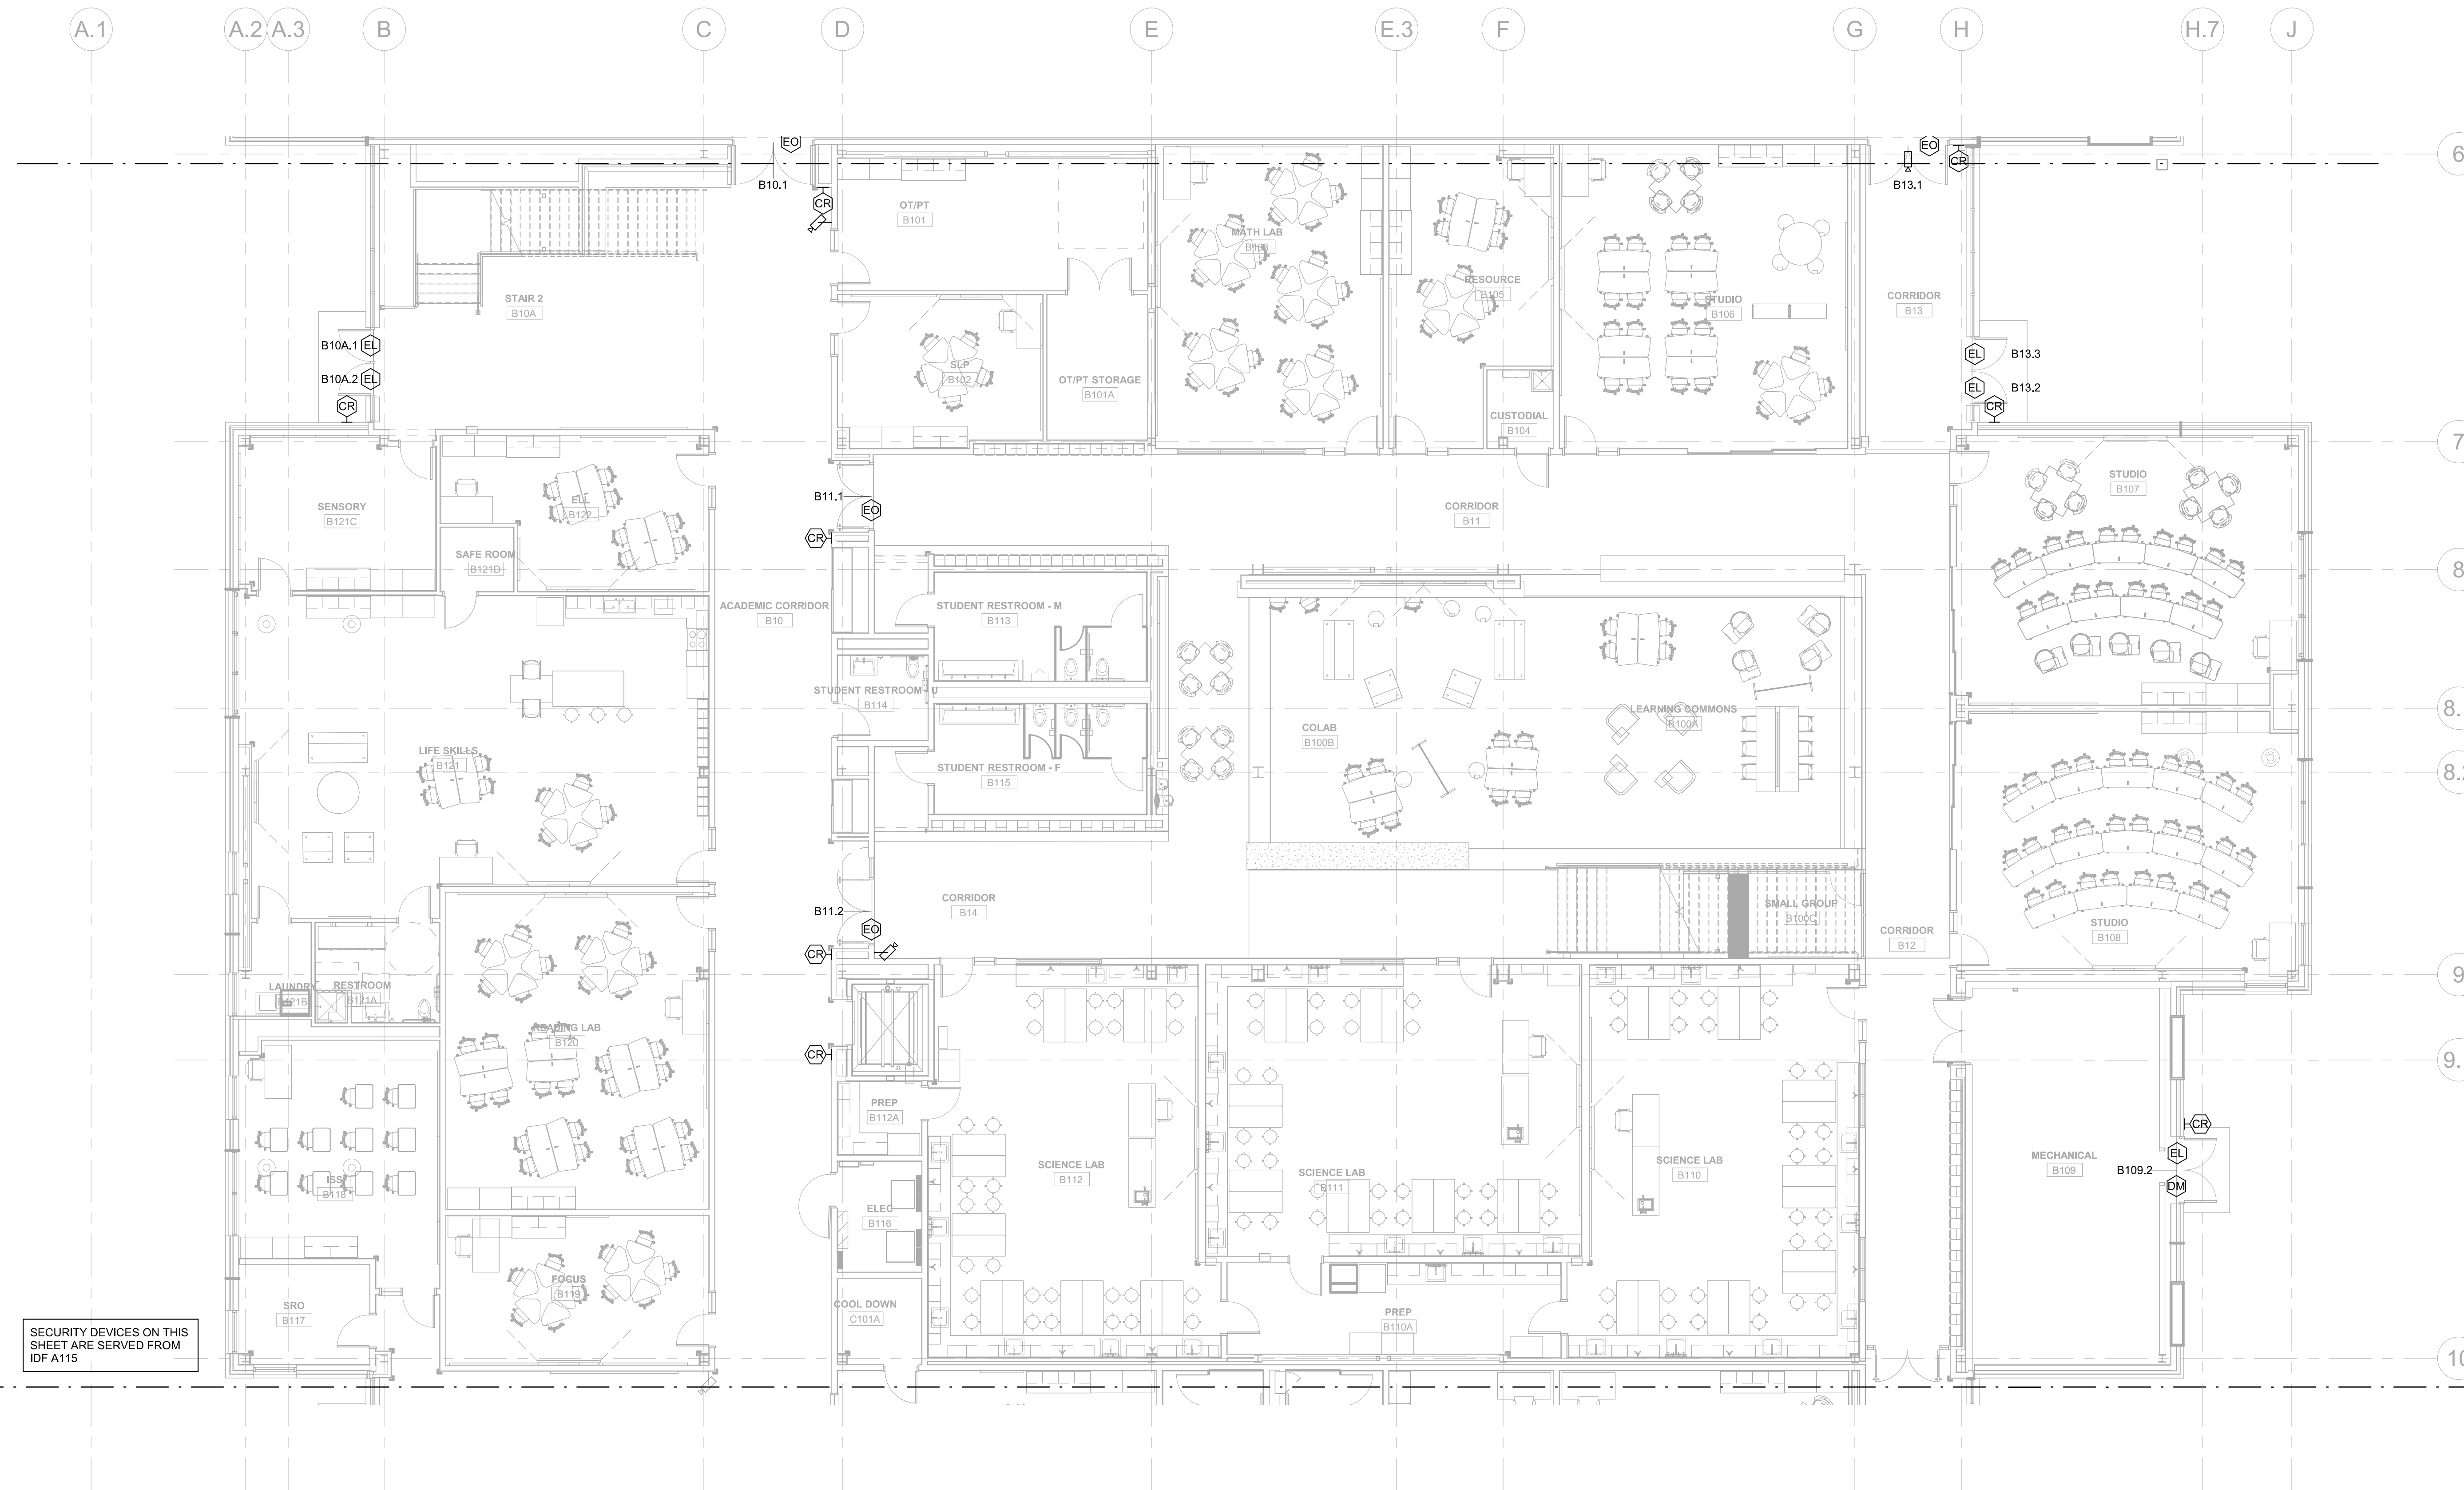 A.1
A.2
A.3
B
C
D
E
E.3
F
G
H
H.7
J
EO
EO
6
CR
B10.1
B13.1
CR
OT/PT
B101
MATH LAB
B103
RESOURCE
B105
STAIR 2
B10A
STUDIO
B106
CORRIDOR
B13
B10A.1 EL
EL B13.3
B10A.2 EL
EL B13.2
SLP
B102
OT/PT STORAGE
B101A
CR
CR
CUSTODIAL
B104
7
STUDIO
B107
SENSORY
B121C
ELL
B122
B11.1
EO
CORRIDOR
B11
CR
SAFE ROOM
B121D
8
ACADEMIC CORRIDOR
B10
STUDENT RESTROOM - M
B113
STUDENT RESTROOM - U
B114
COLAB
B100B
LEARNING COMMONS
B100A
LIFE SKILLS
B121
STUDENT RESTROOM - F
B115
CORRIDOR
B14
B11.2
EO
SMALL GROUP
B100C
CORRIDOR
B12
STUDIO
B108
CR
9
LAUNDRY
B121B
RESTROOM
B121A
READING LAB
B120
CR
PREP
B112A
CR
SCIENCE LAB
B112
SCIENCE LAB
B111
SCIENCE LAB
B110
MECHANICAL
B109
EL
B109.2
DM
ISS
B118
ELEC
B116
FOCUS
B119
SRO
B117
COOL DOWN
C101A
PREP
B110A
10
SECURITY DEVICES ON THIS
SHEET ARE SERVED FROM
IDF A115